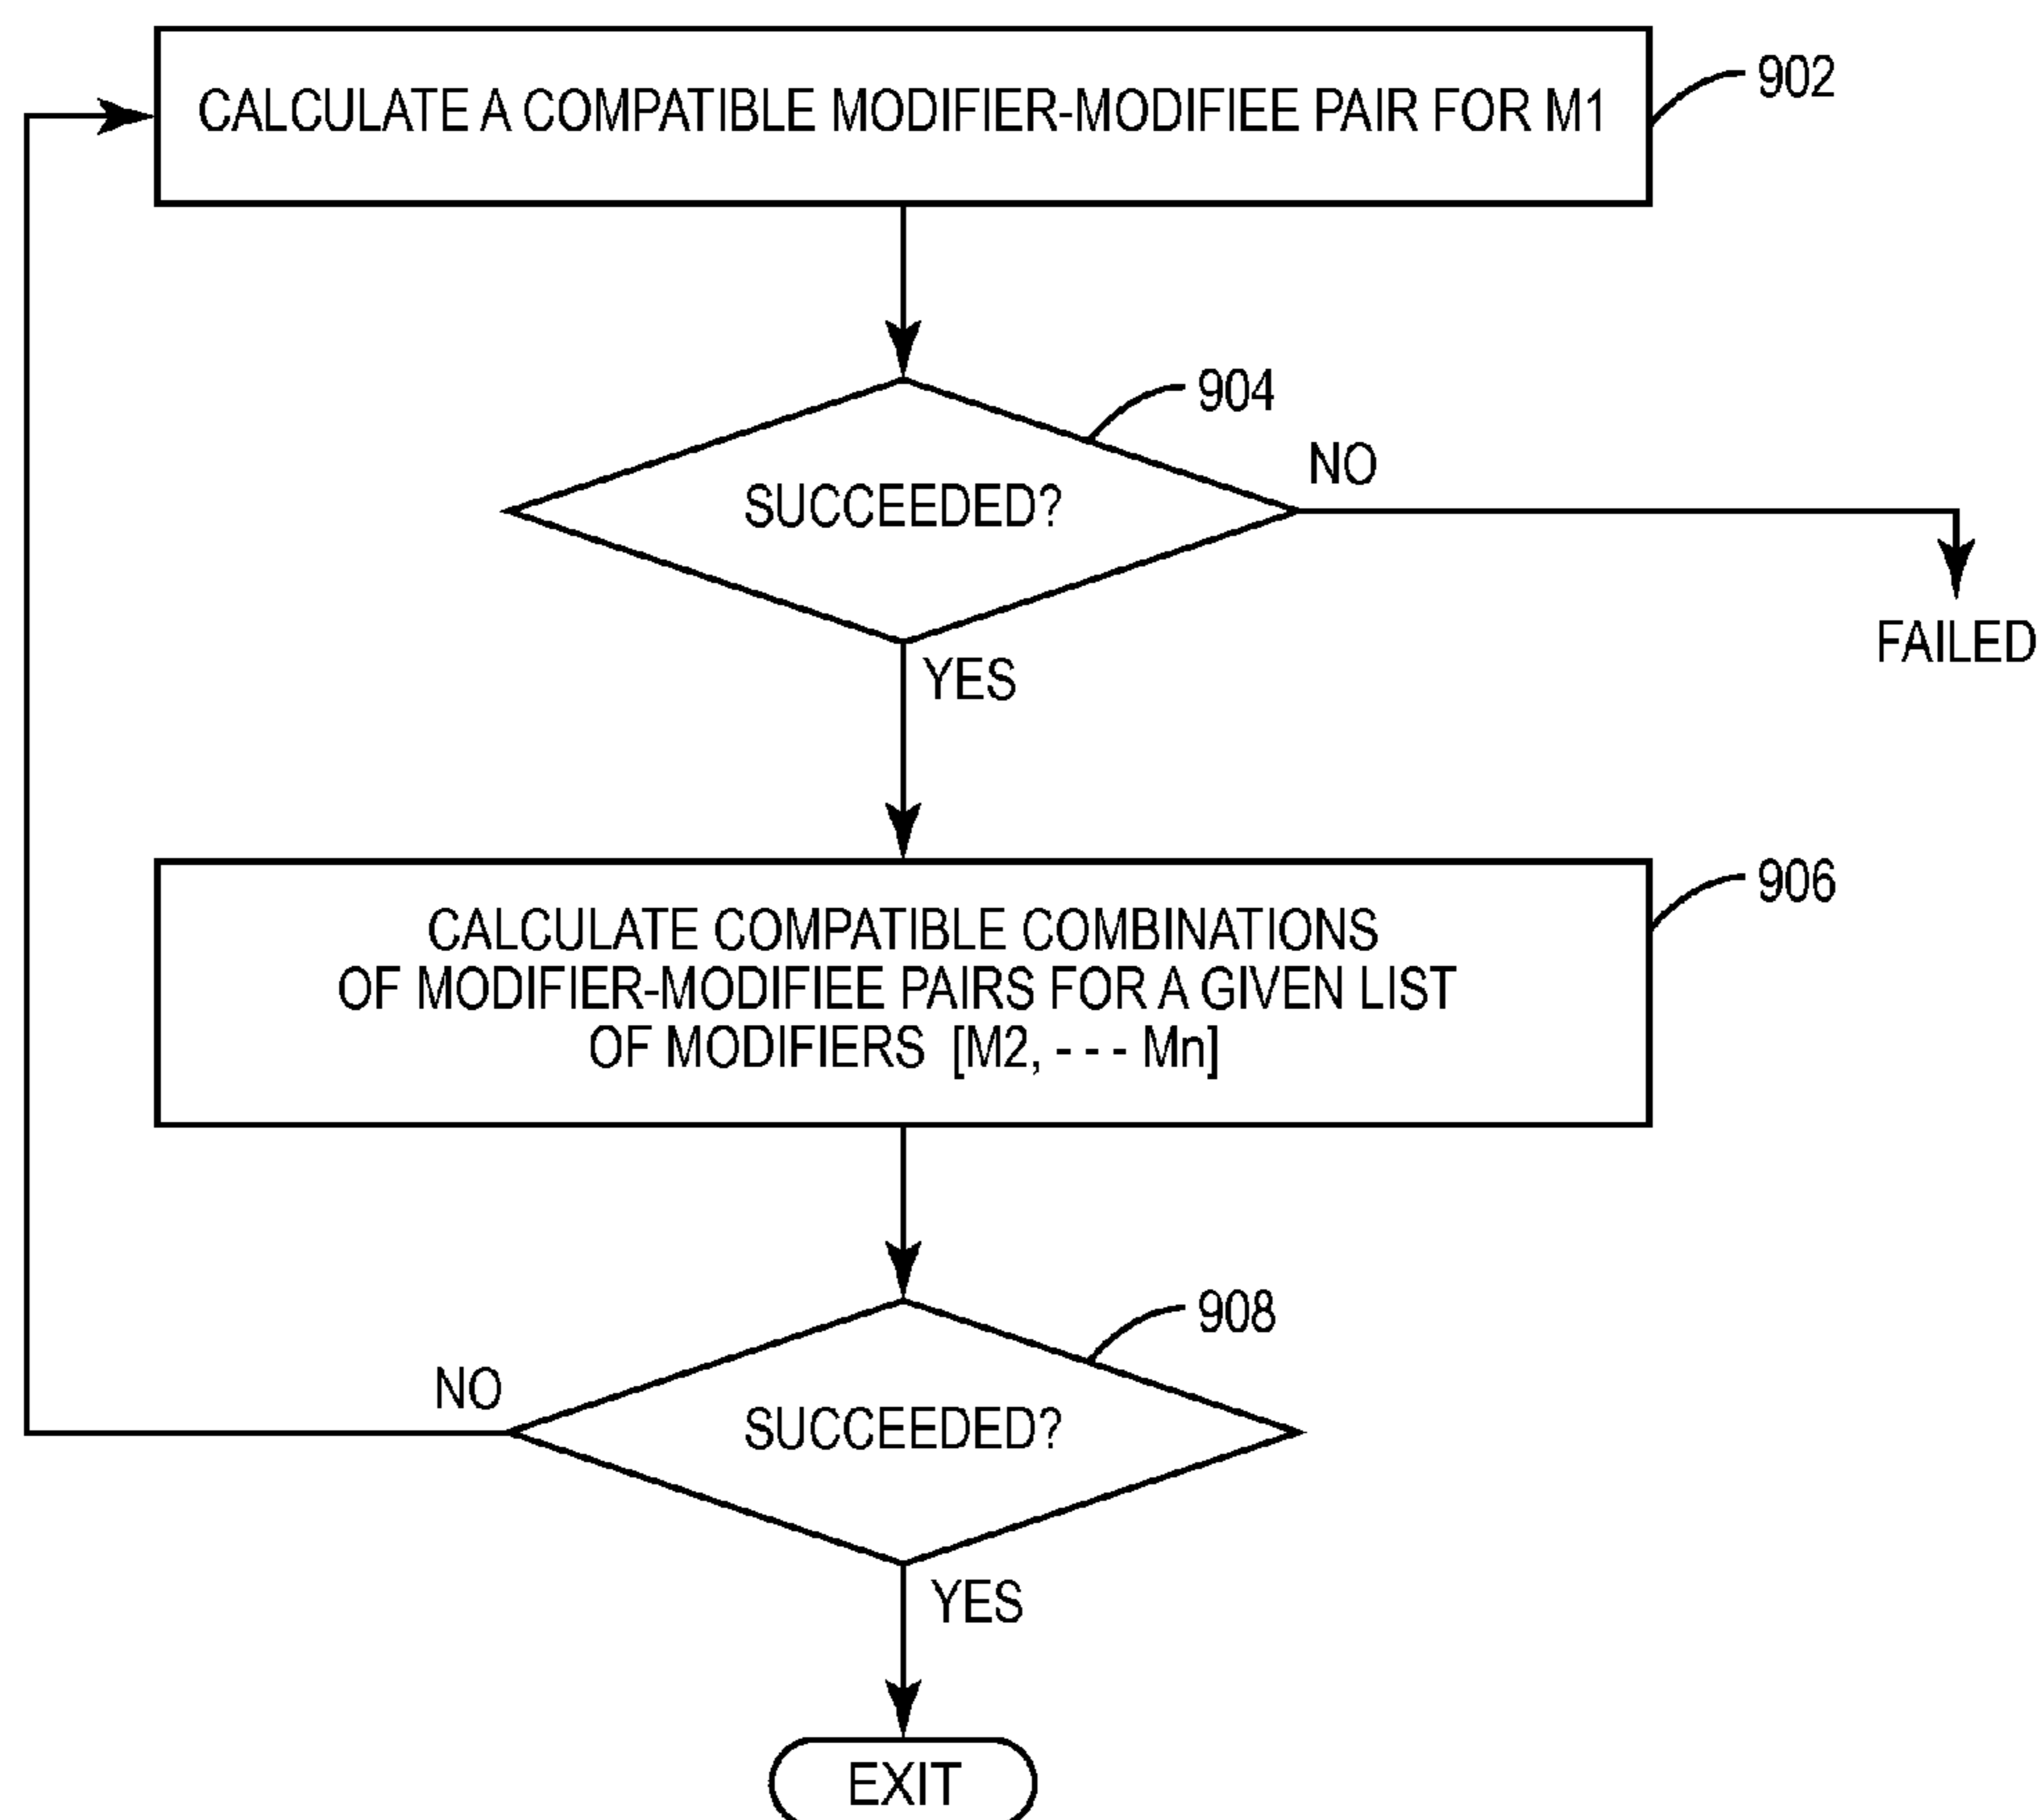 CALCULATE A COMPATIBLE MODIFIER-MODIFIEE PAIR FOR M1
902
904
SUCCEEDED?
NO
FAILED
YES
906
CALCULATE COMPATIBLE COMBINATIONS
OF MODIFIER-MODIFIEE PAIRS FOR A GIVEN LIST
OF MODIFIERS [M2, - - - Mn]
908
NO
SUCCEEDED?
YES
EXIT